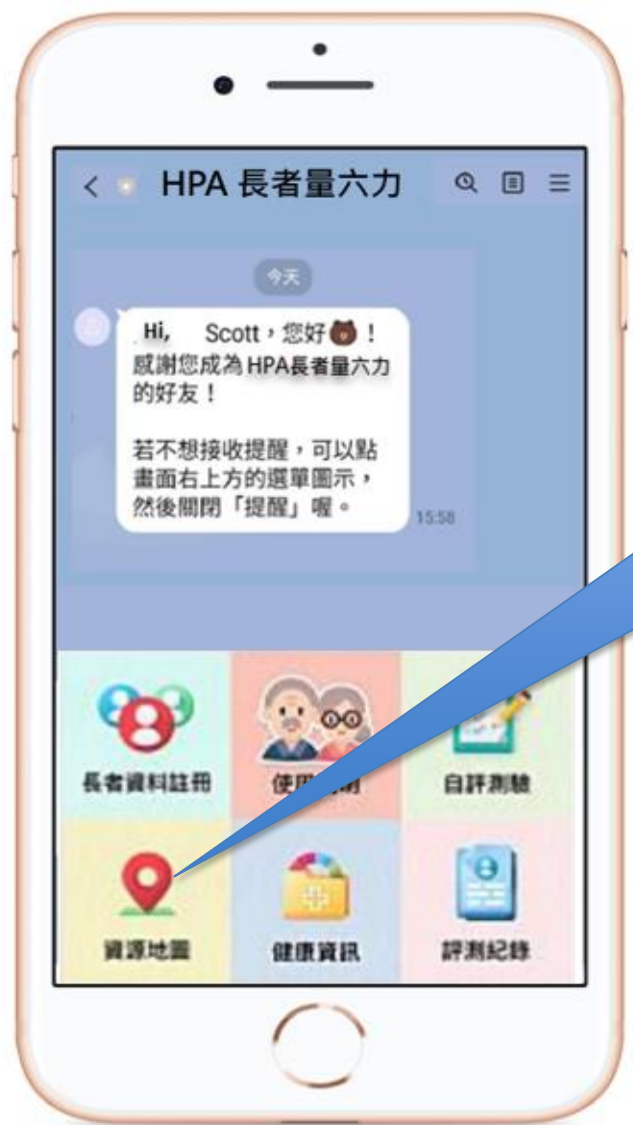 HPA 長者量六力
今天
Hi, Scott，您好！
感謝您成為HPA長者量六力
的好友！
若不想接收提醒，可以點
畫面右上方的選單圖示，
然後關閉「提醒」喔。
15:58
長者資料註冊
使用
自評測驗
資源地圖
健康資訊
評測紀錄